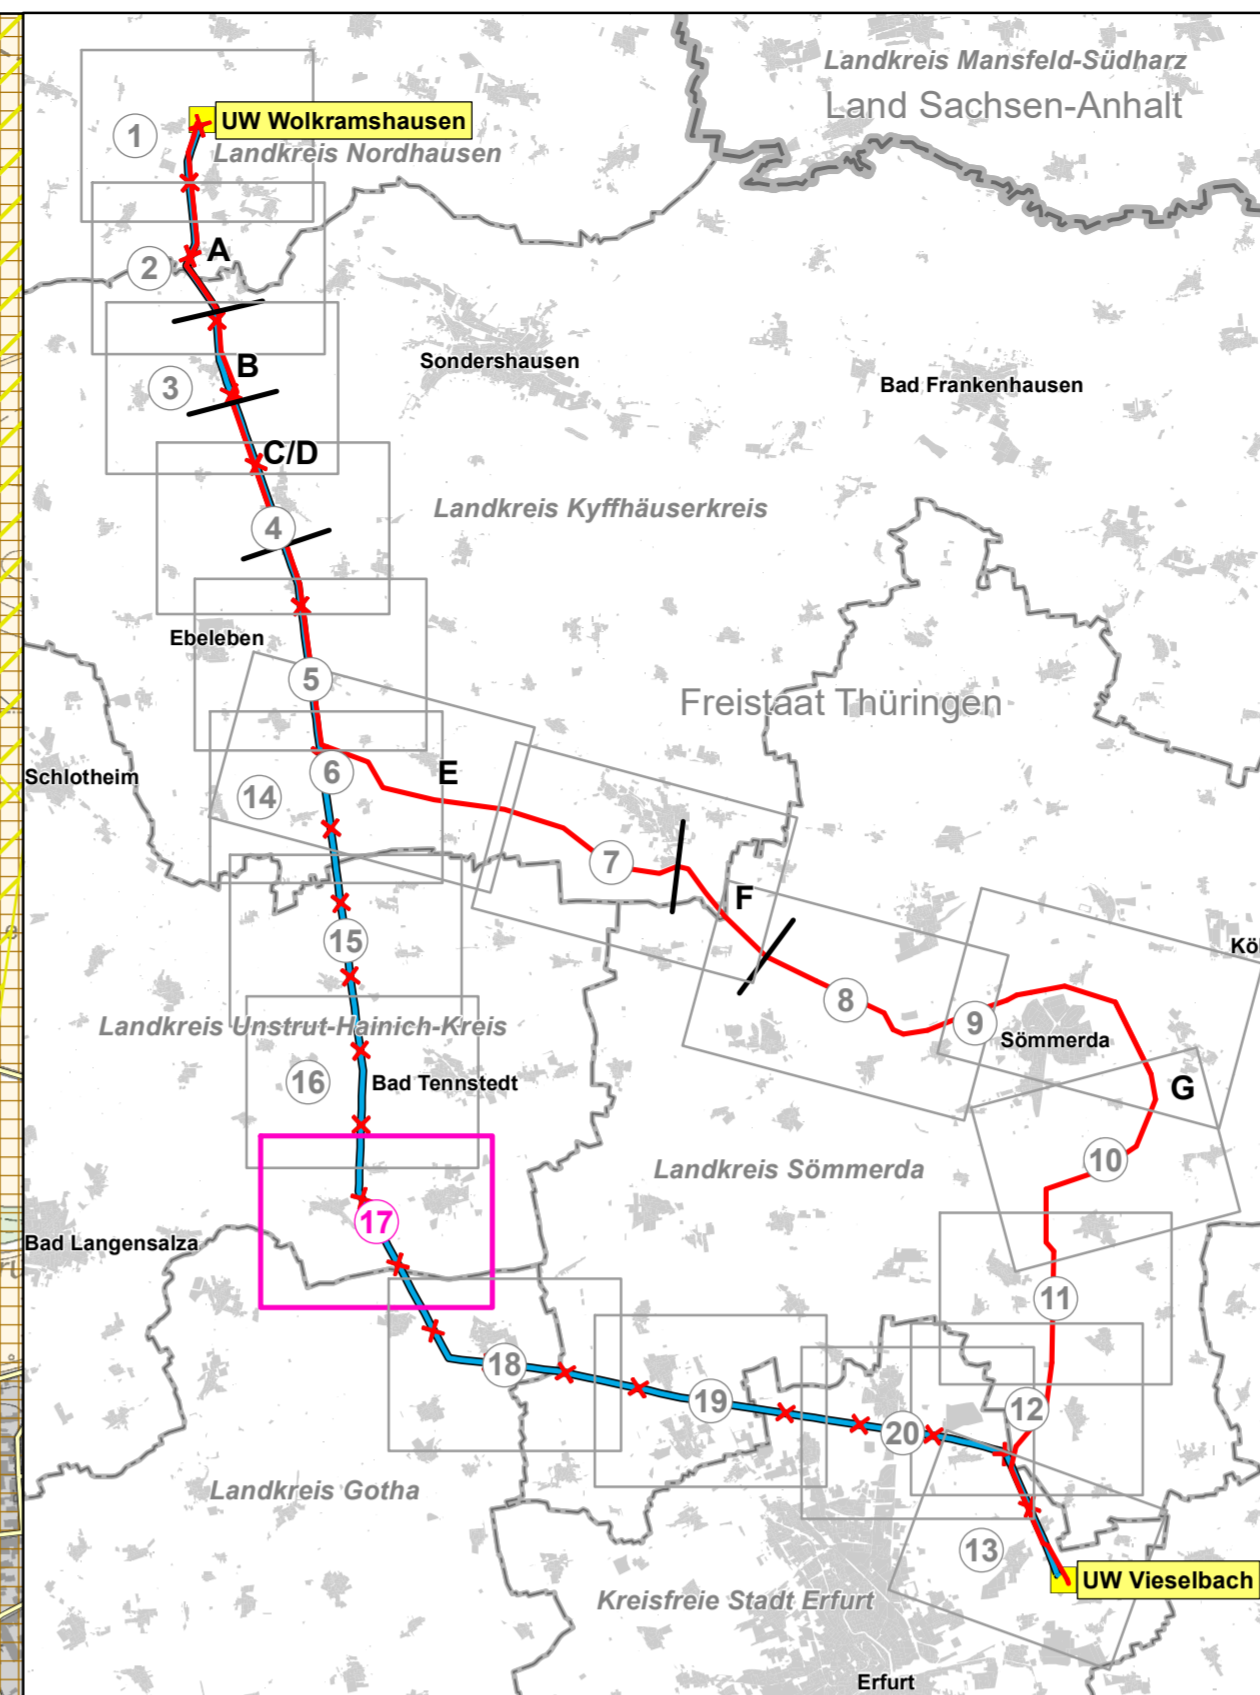 Landkreis Mansfeld-Südharz
Land Sachsen-Anhalt
UW Wolkramshausen
1
Landkreis Nordhausen
A
2
Sondershausen
B
3
Bad Frankenhausen
C/D
Landkreis Kyffhäuserkreis
4
Ebeleben
5
Freistaat Thüringen
Schlotheim
6
E
14
7
F
15
Kö
8
9
Landkreis Unstrut-Hainich-Kreis
Sömmerda
16
Bad Tennstedt
G
Landkreis Sömmerda
10
17
Bad Langensalza
11
18
19
12
20
Landkreis Gotha
13
UW Vieselbach
Kreisfreie Stadt Erfurt
Erfurt